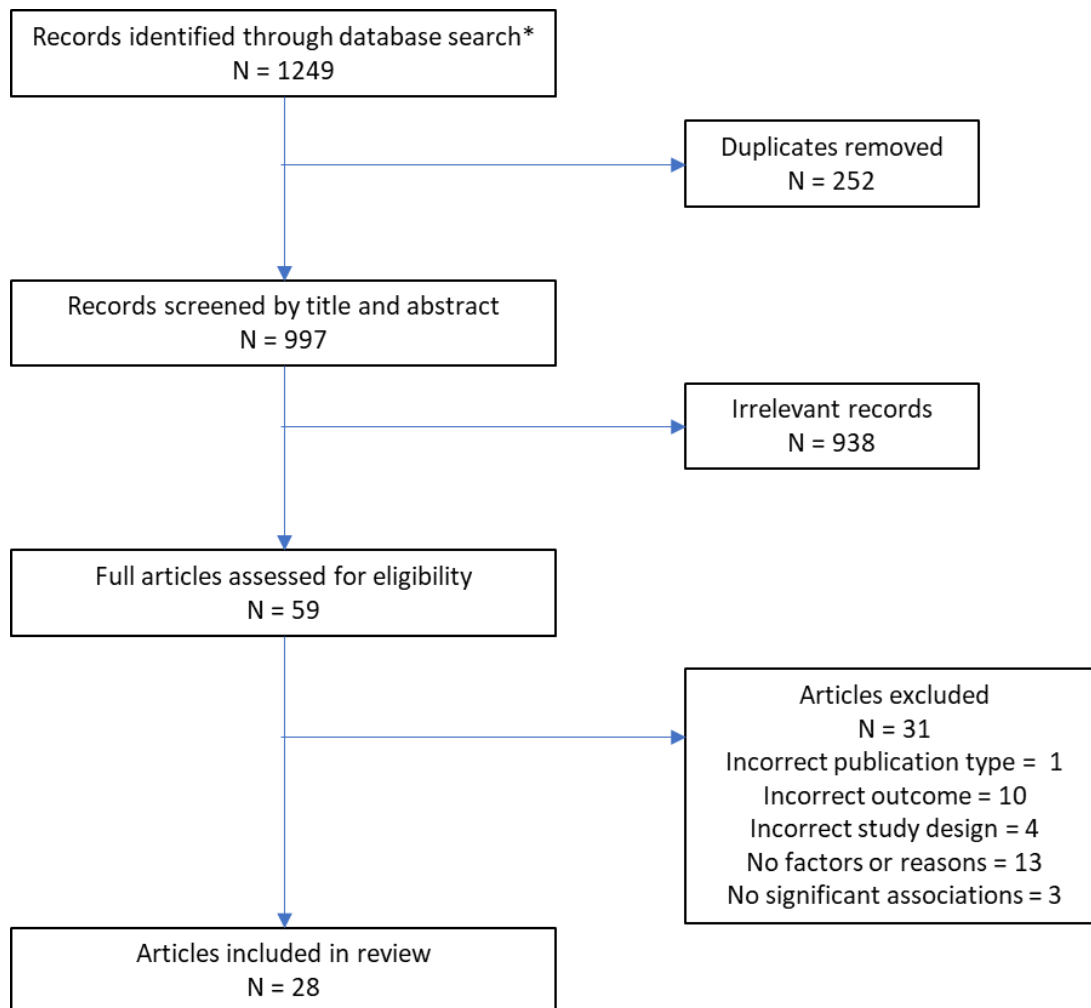 Records identified through database search*
N = 1249
Duplicates removed
N = 252
Records screened by title and abstract
N = 997
Irrelevant records
N = 938
Full articles assessed for eligibility
N = 59
Articles excluded
N = 31
Incorrect publication type =  1
Incorrect outcome = 10
Incorrect study design = 4
No factors or reasons = 13
No significant associations = 3
Articles included in review
N = 28